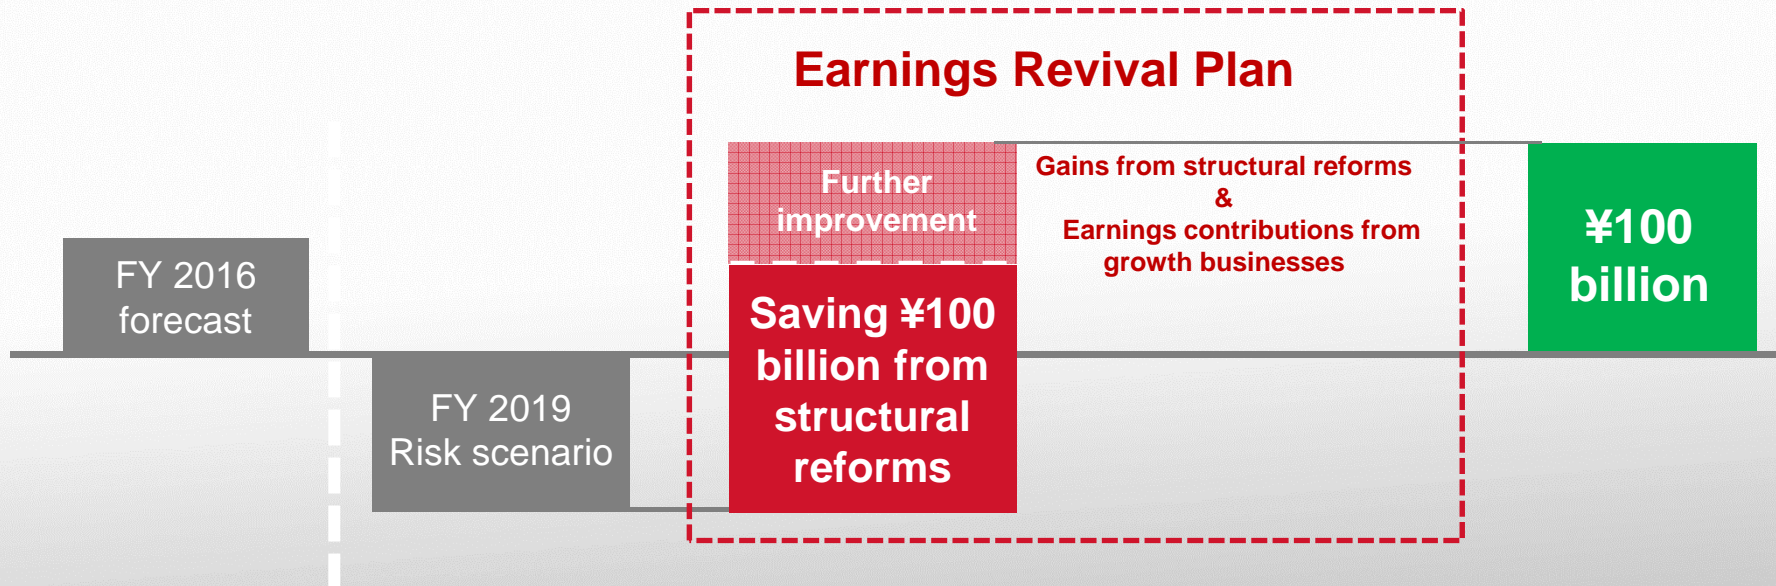 Earnings Revival Plan
FY 2016
forecast
FY 2019
Risk scenario
Further
improvement
Saving ¥100
billion from
structural
reforms
Gains from structural reforms
&
Earnings contributions from
growth businesses
¥100
billion